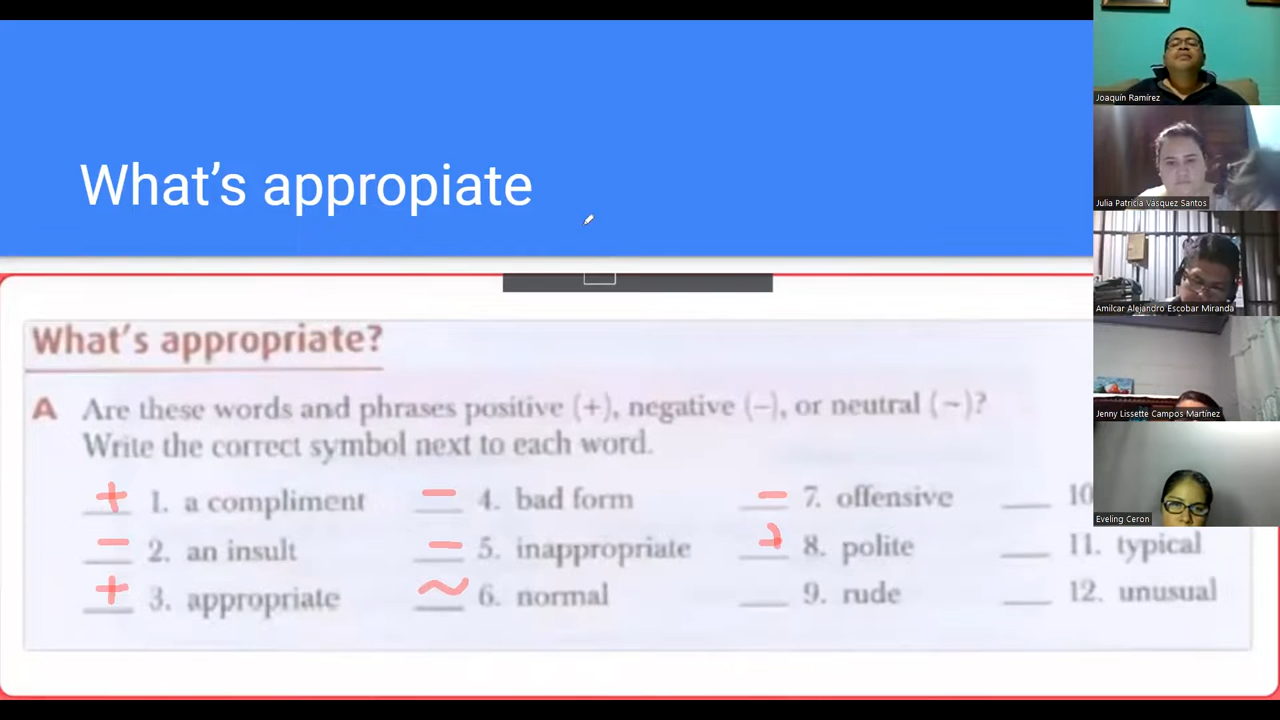 What's appropiate
What's appropriate?
A Are these words and phrases positive (+), negative (−), or neutral (~)?
Write the correct symbol next to each word.
+ 1. a compliment
− 2. an insult
+ 3. appropriate
− 4. bad form
− 5. inappropriate
~ 6. normal
− 7. offensive
8. polite
9. rude
10
11. typical
12. unusual
Joaquín Ramírez
Julia Patricia Vasquez Santos
Amilcar Alejandro Escobar Miranda
Jenny Lissette Campos Martínez
Eveling Ceron